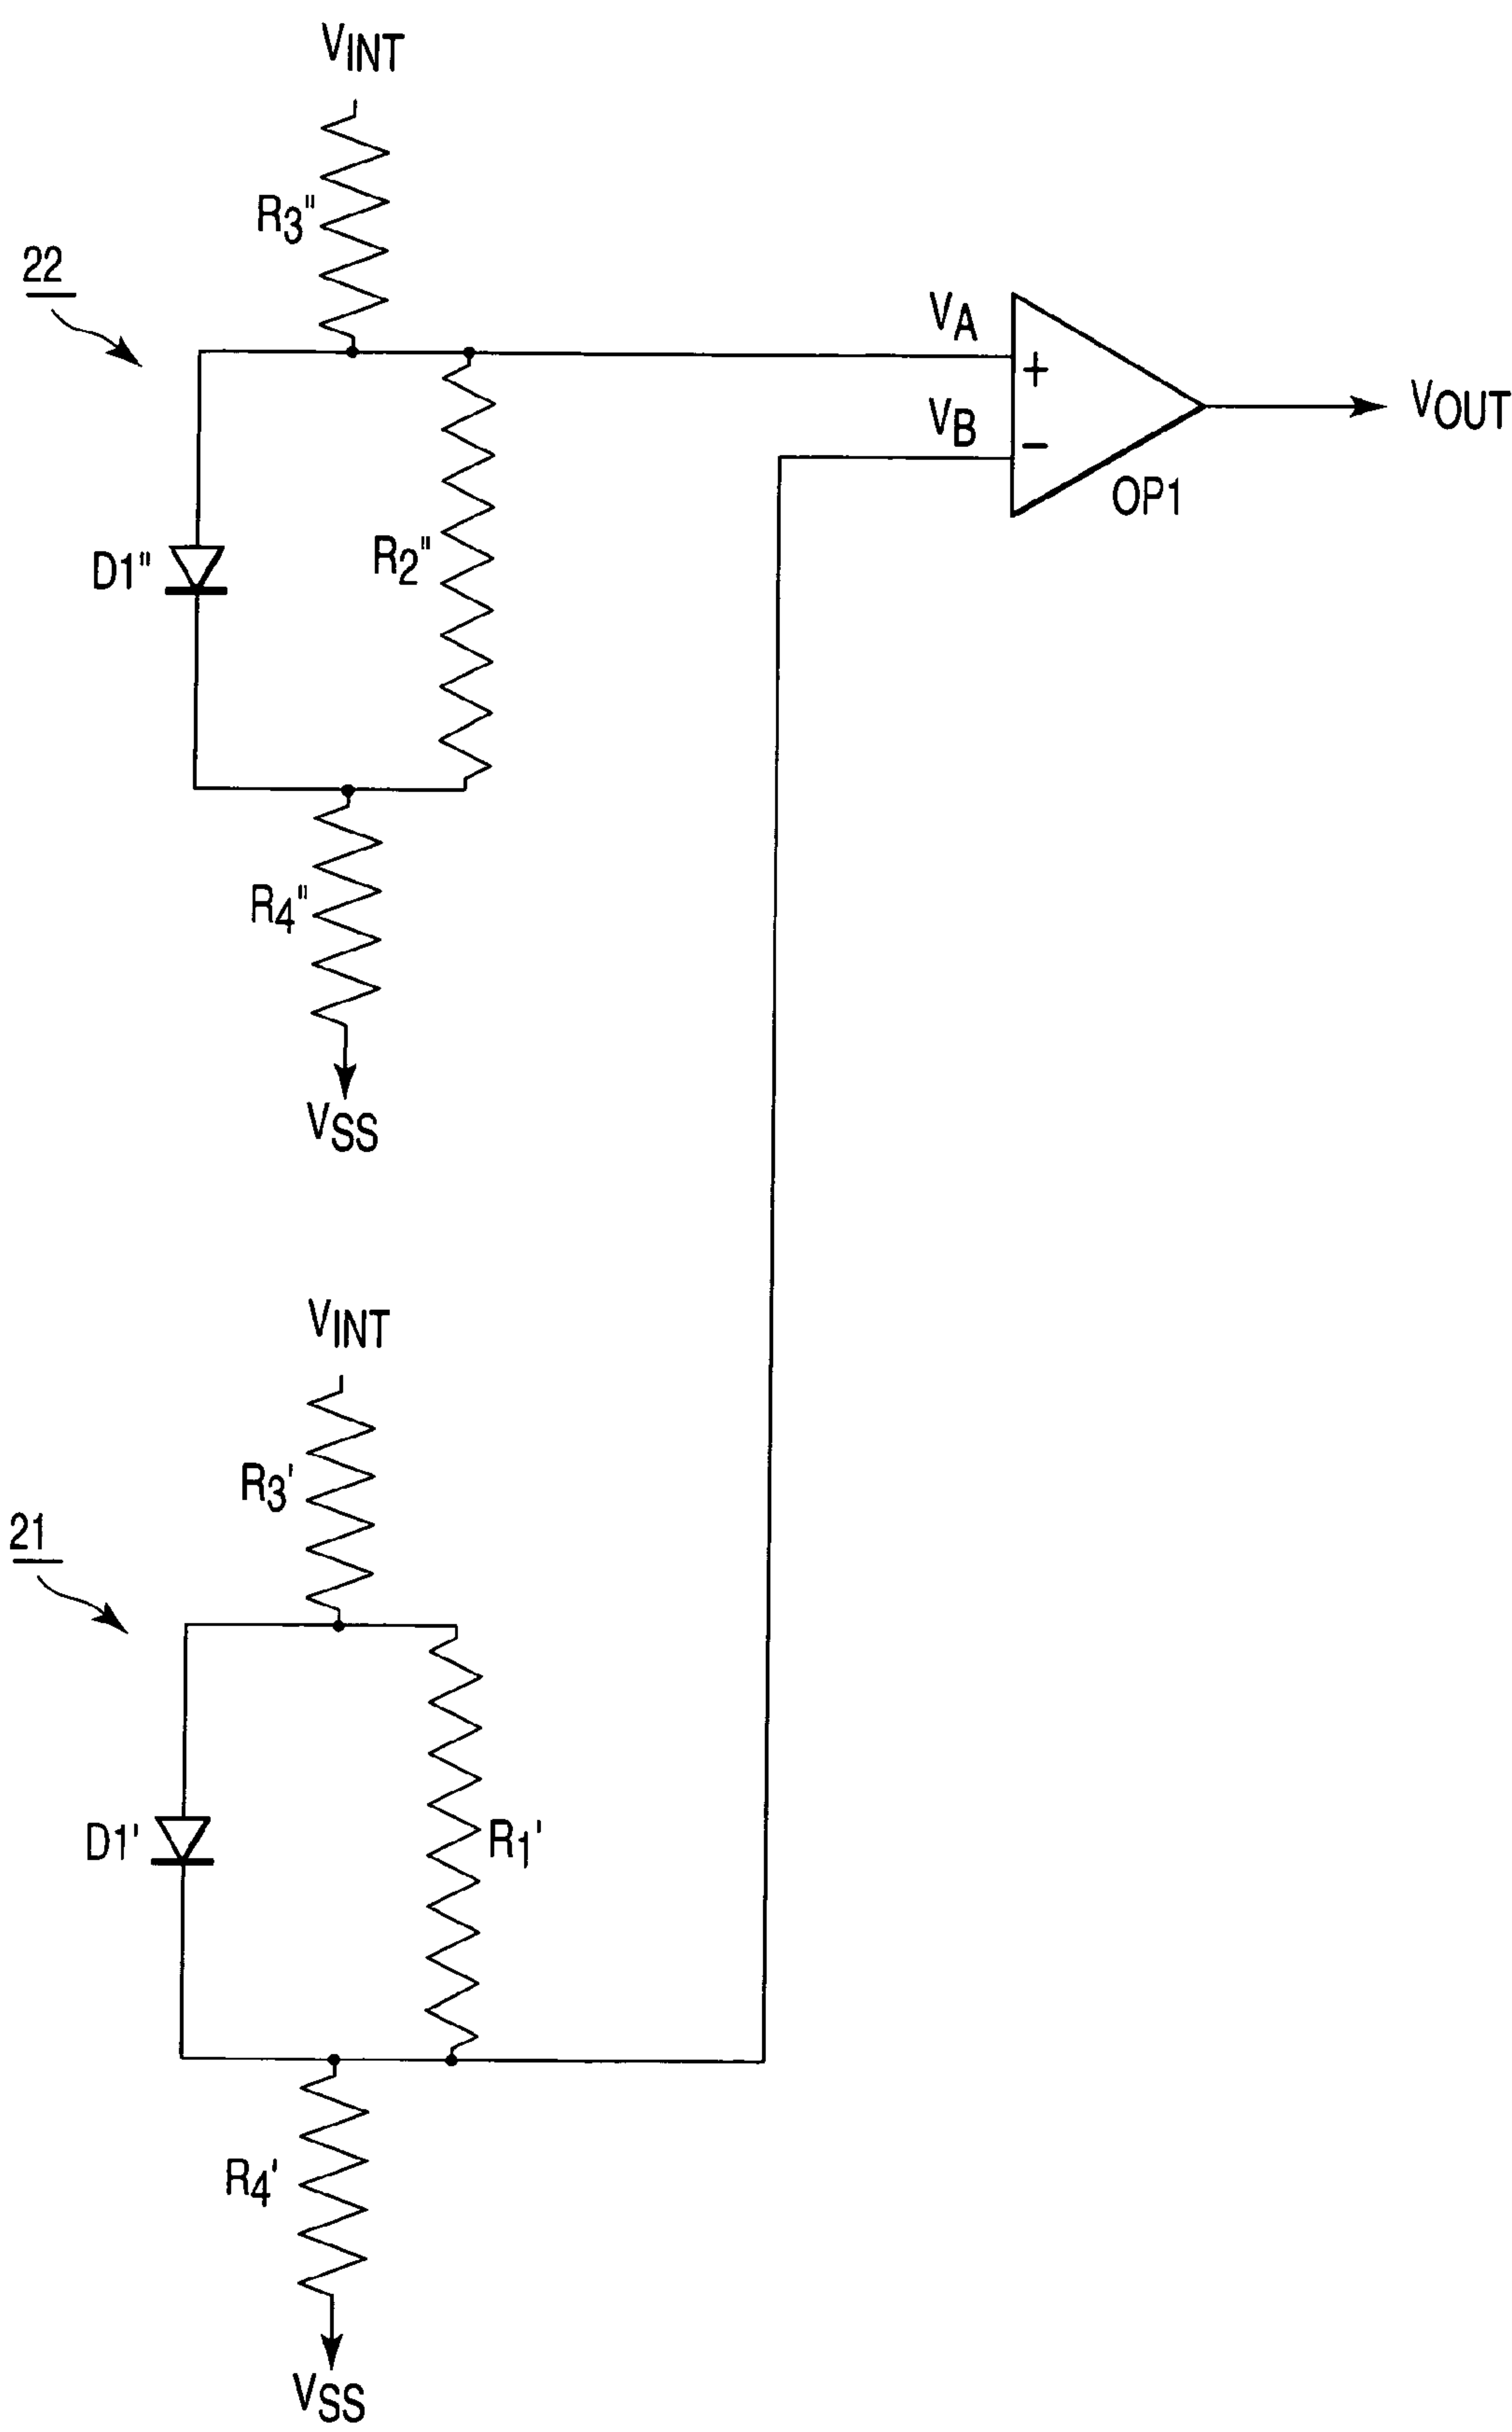 VINT
R3"
22
VA
+
VB
-
VOUT
OP1
D1"
R2"
R4"
VSS
VINT
R3'
21
D1'
R1'
R4'
VSS